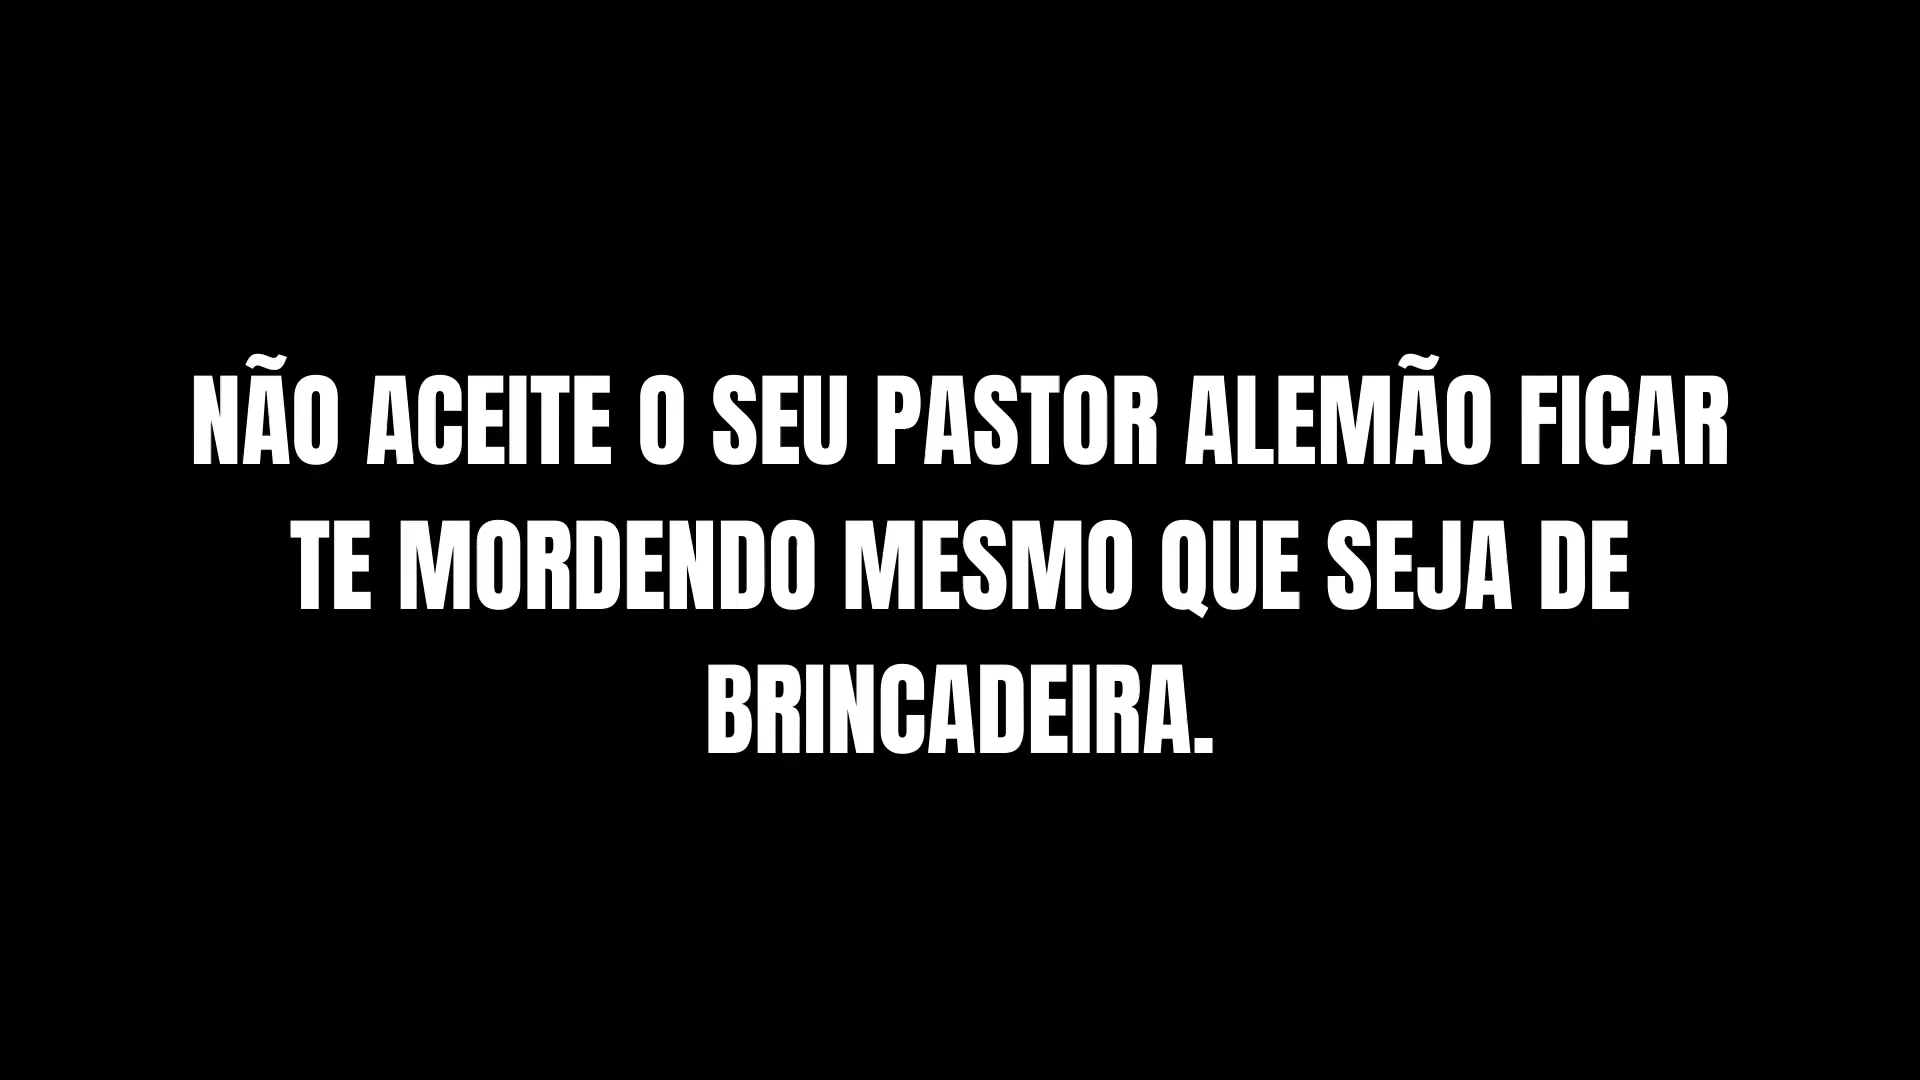 NÃO ACEITE O SEU PASTOR ALEMÃO FICAR
TE MORDENDO MESMO QUE SEJA DE
BRINCADEIRA.